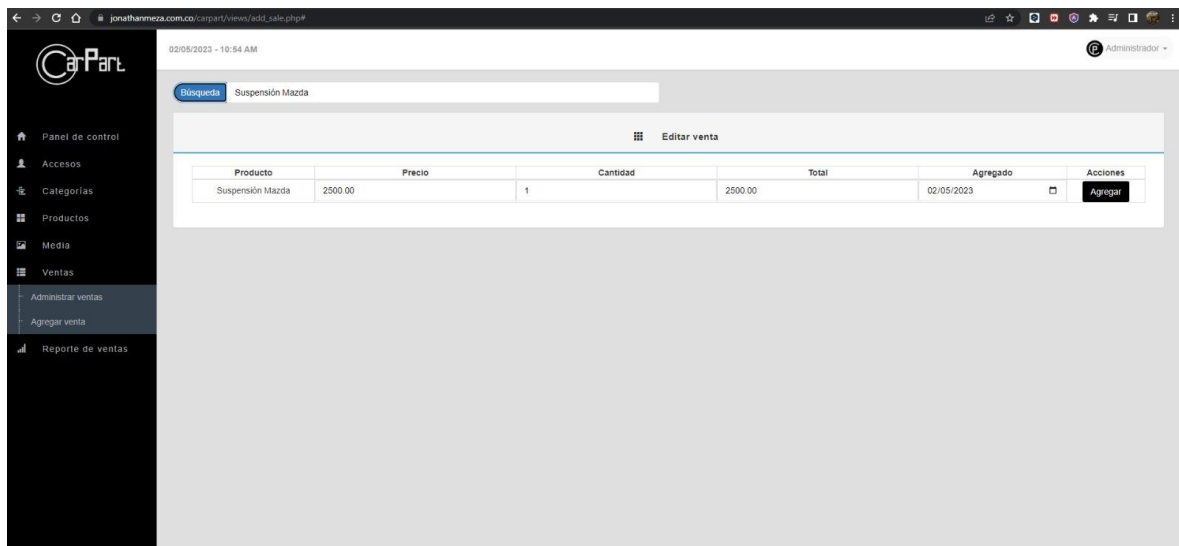 jonathanmeza.com.co/carpart/views/add_sale.php#
CarPart
02/05/2023 - 10:54 AM
Administrador
Búsqueda Suspensión Mazda
Panel de control
Accesos
Categorías
Productos
Media
Ventas
Administrar ventas
Agregar venta
Reporte de ventas
Editar venta
Producto Precio Cantidad Total Agregado Acciones
Suspensión Mazda 2500.00 1 2500.00 02/05/2023 Agregar